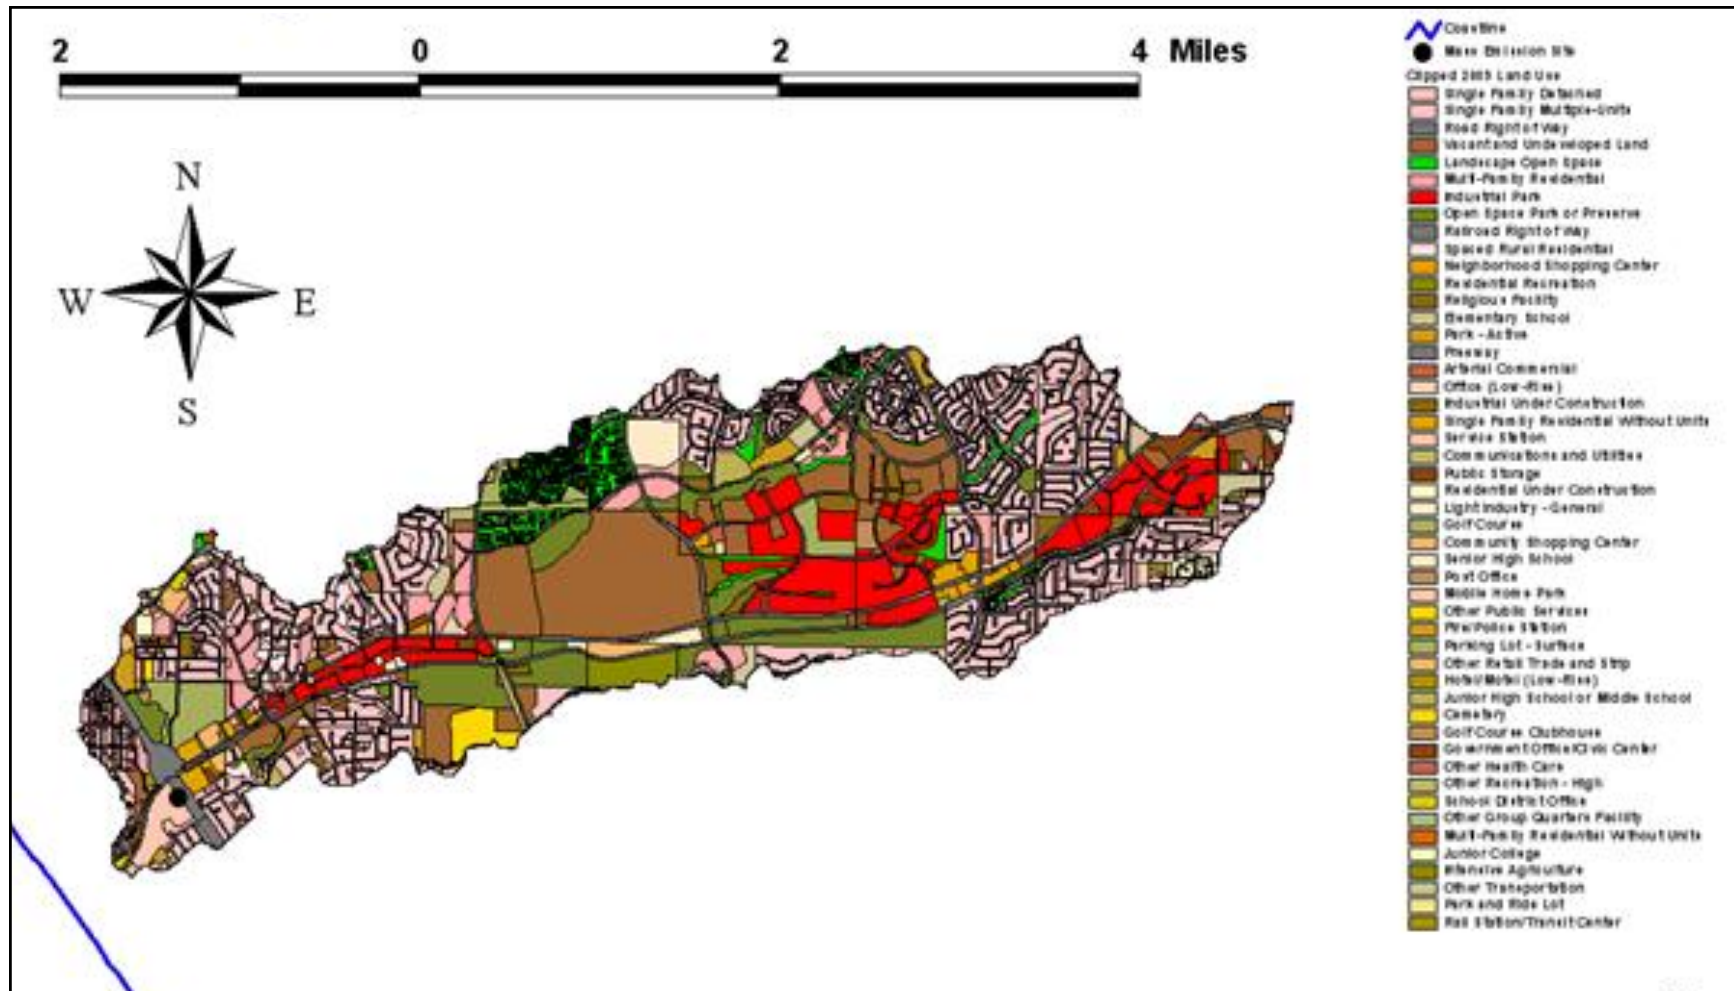 2 0 2 4 Miles
N
W E
S
Coastline
Mass Emission Site
Clipped 2005 Land Use
Single Family Detached
Single Family Multiple-Units
Road Right of Way
Vacant and Undeveloped Land
Landscape Open Space
Multi-Family Residential
Industrial Park
Open Space Park or Preserve
Railroad Right of Way
Spaced Rural Residential
Neighborhood Shopping Center
Residential Recreation
Religious Facility
Elementary School
Park - Active
Freeway
Arterial Commercial
Office (Low-Rise)
Industrial Under Construction
Single Family Residential Without Units
Service Station
Communications and Utilities
Public Storage
Residential Under Construction
Light Industry - General
Golf Course
Community Shopping Center
Senior High School
Post Office
Mobile Home Park
Other Public Services
Fire/Police Station
Parking Lot - Surface
Other Retail Trade and Strip
Hotel/Motel (Low-Rise)
Junior High School or Middle School
Cemetery
Golf Course Clubhouse
Government Office/Civic Center
Other Health Care
Other Recreation - High
School District Office
Other Group Quarters Facility
Multi-Family Residential Without Units
Junior College
Intensive Agriculture
Other Transportation
Park and Ride Lot
Rail Station/Transit Center